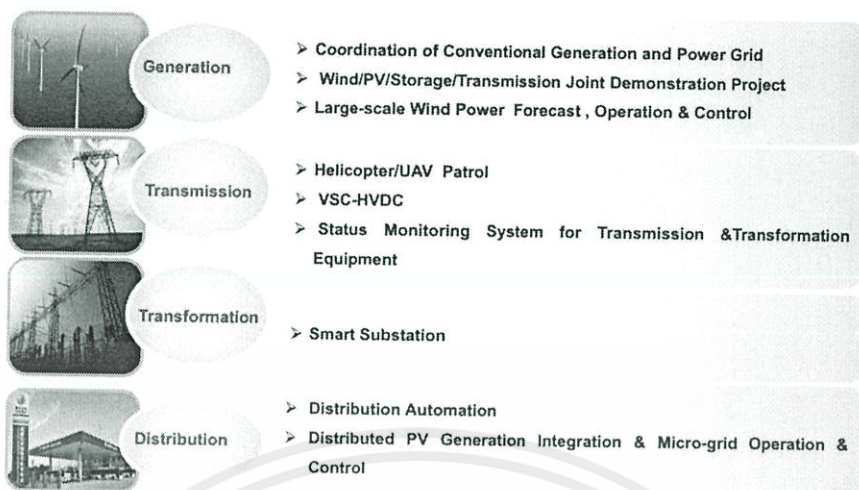 Generation
➢ Coordination of Conventional Generation and Power Grid
➢ Wind/PV/Storage/Transmission Joint Demonstration Project
➢ Large-scale Wind Power Forecast , Operation & Control
Transmission
➢ Helicopter/UAV Patrol
➢ VSC-HVDC
➢ Status Monitoring System for Transmission &Transformation
Equipment
Transformation
➢ Smart Substation
Distribution
➢ Distribution Automation
➢ Distributed PV Generation Integration & Micro-grid Operation &
Control